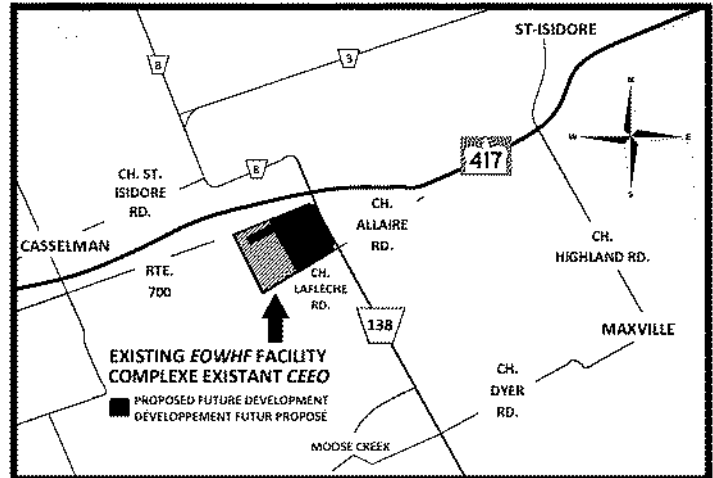 ST-ISIDORE
8
3
N
W
E
S
417
CH. ST.
ISIDORE
RD.
8
CH.
ALLAIRE
RD.
CASSELMAN
CH.
HIGHLAND RD.
RTE.
700
CH.
LAFLÈCHE
RD.
138
MAXVILLE
EXISTING EOWHF FACILITY
COMPLEXE EXISTANT CEEO
PROPOSED FUTURE DEVELOPMENT
DÉVELOPPEMENT FUTUR PROPOSÉ
CH.
DYER
RD.
MOOSE CREEK